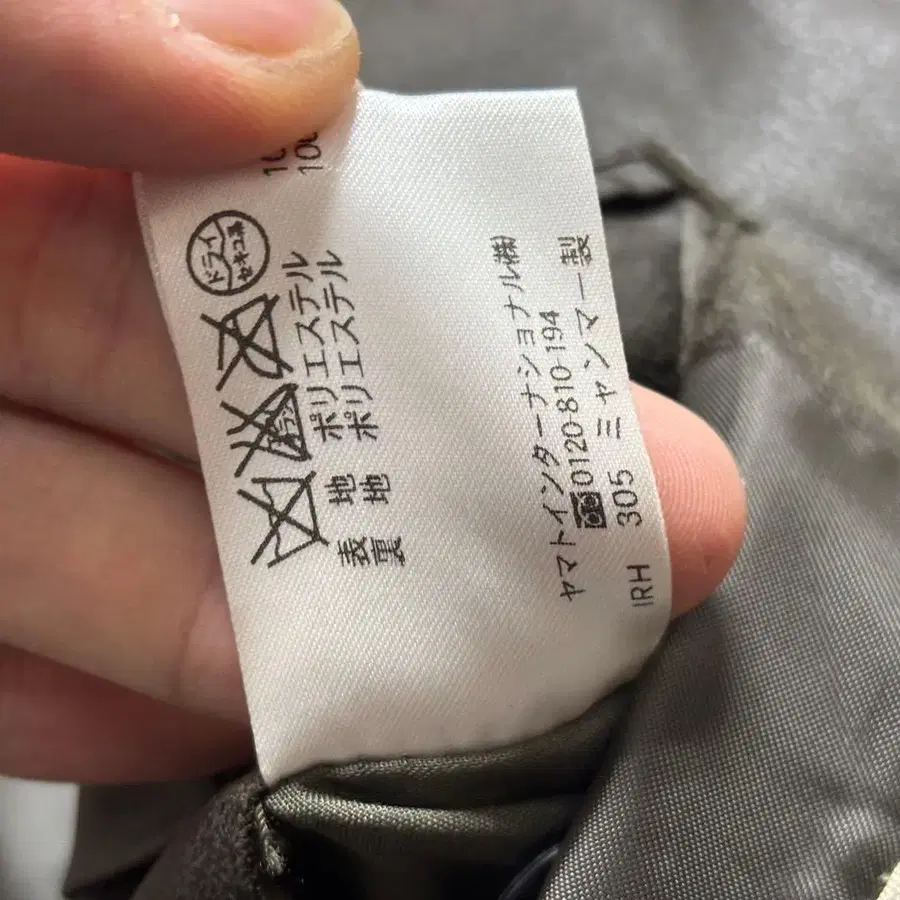 ドライ
セキユ系
表 地 ポリエステル
裏 地 ポリエステル
ヤマトインターナショナル㈱
0120-810-194
IRH 305 ミャンマー製